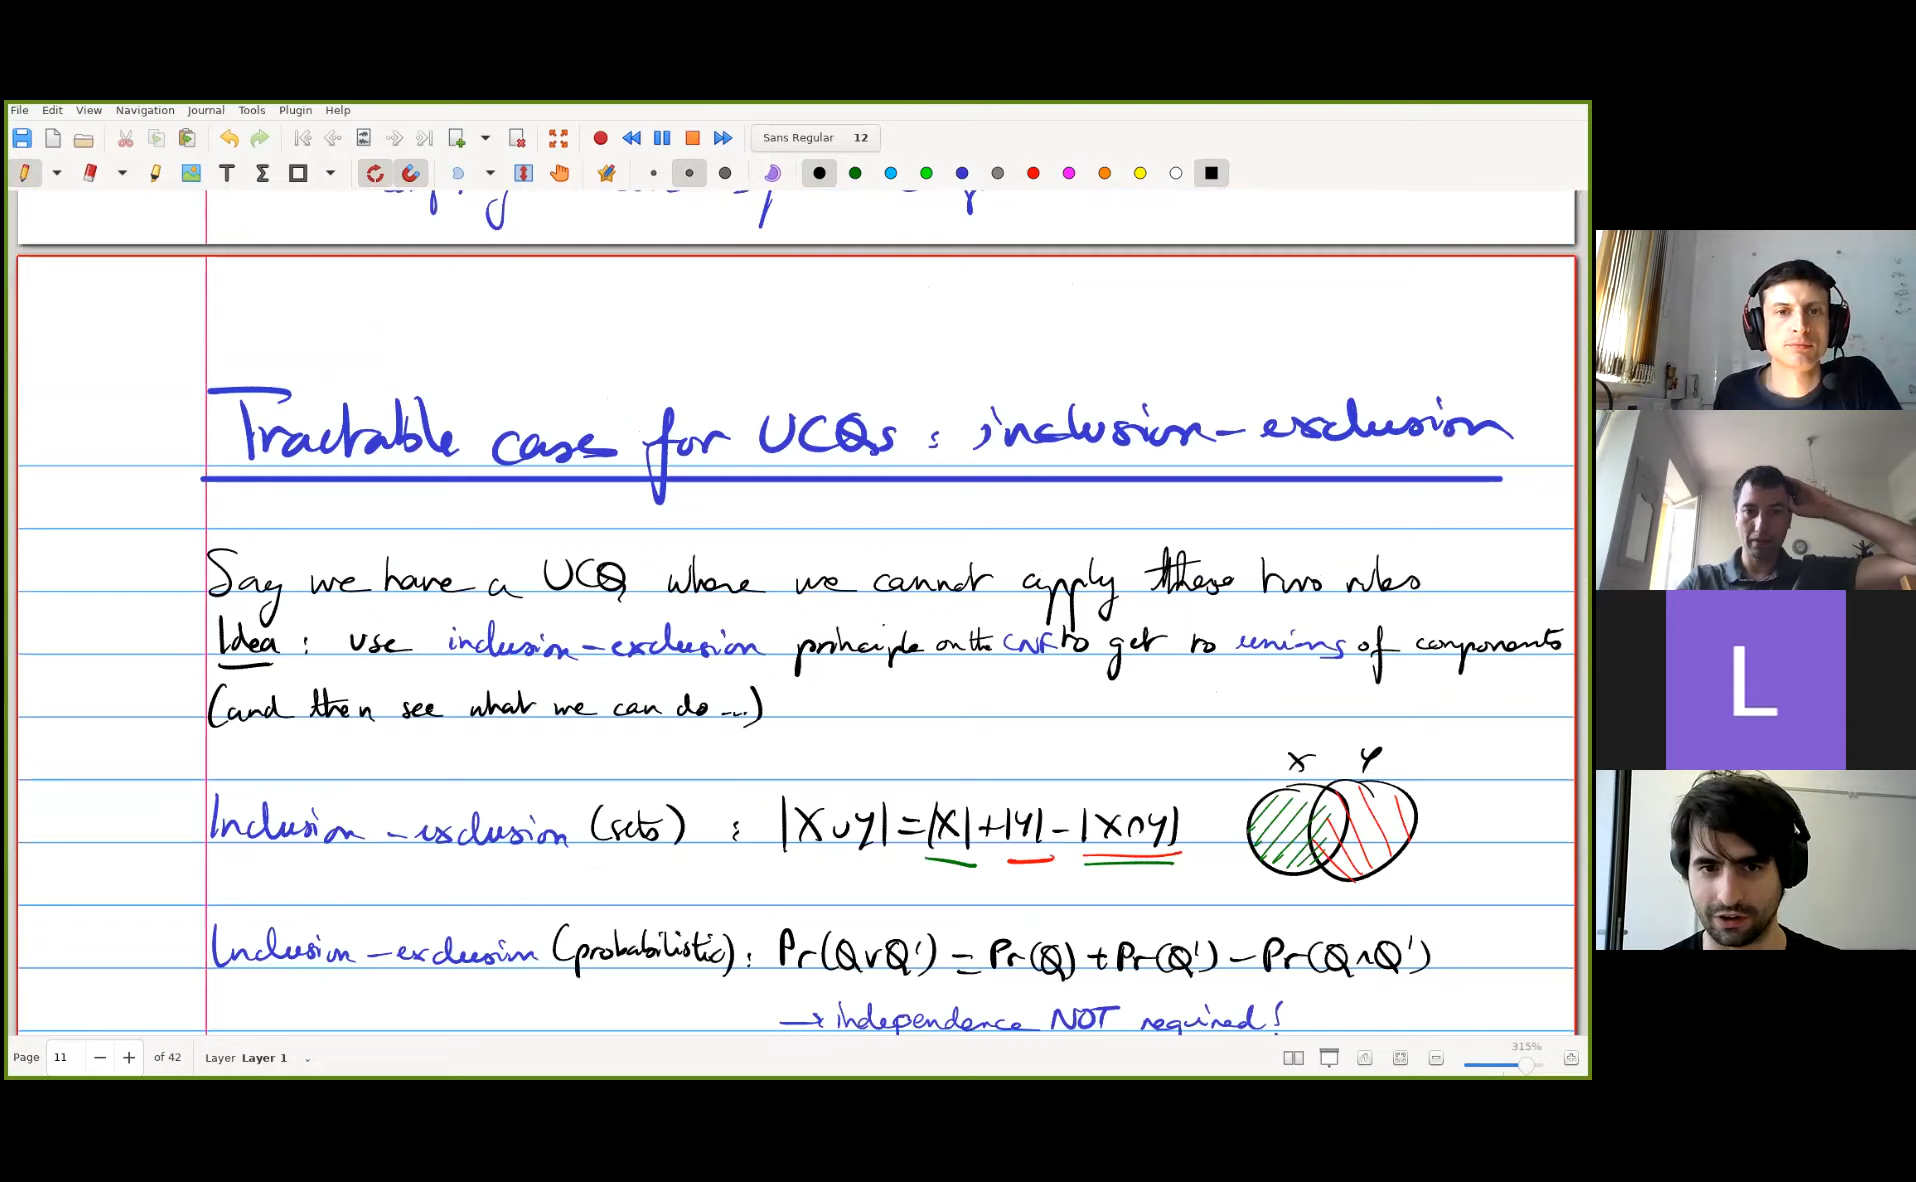 File Edit View Navigation Journal Tools Plugin Help
Sans Regular 12
Tractable case for UCQs : inclusion-exclusion
Say we have a UCQ where we cannot apply these two rules
Idea : use inclusion-exclusion principle on the CNF to get to unions of components
(and then see what we can do ...)
X Y
Inclusion-exclusion (sets) : |X∪Y| = |X| + |Y| - |X∩Y|
Inclusion-exclusion (probabilistic) : Pr(Q∨Q') = Pr(Q) + Pr(Q') - Pr(Q∧Q')
→ independence NOT required!
Page 11 of 42 Layer Layer 1 315%
L